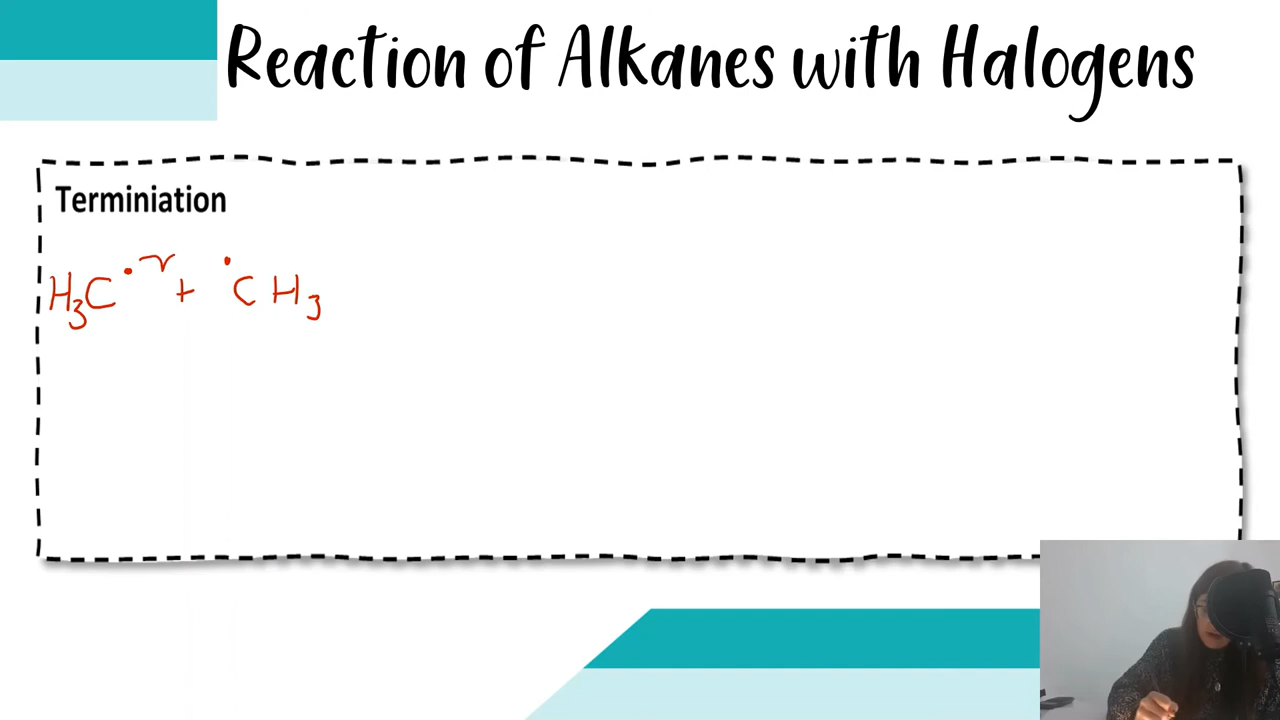 Reaction of Alkanes with Halogens
Terminiation
H₃C• + •CH₃